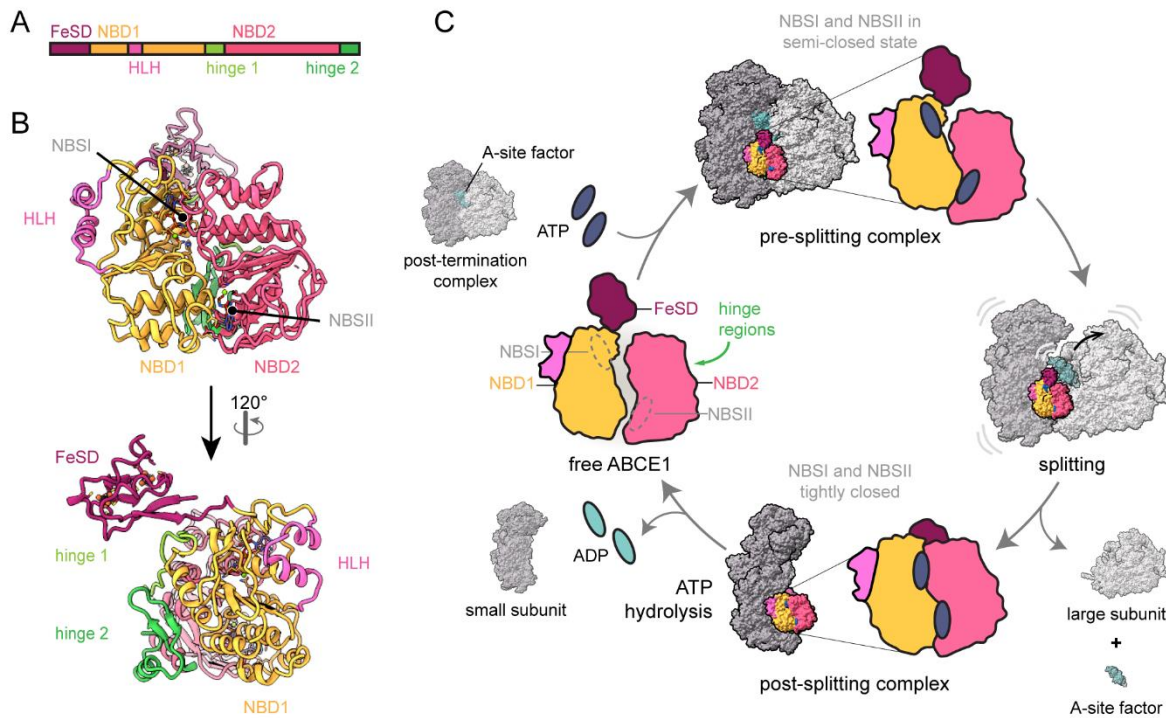 A
FeSD
NBD1
NBD2
HLH
hinge 1
hinge 2
B
NBSI
HLH
NBSII
NBD1
NBD2
120°
FeSD
hinge 1
HLH
hinge 2
NBD1
C
NBSI and NBSII in
semi-closed state
A-site factor
ATP
post-termination
complex
pre-splitting complex
FeSD
hinge
regions
NBSI
NBD1
NBD2
NBSII
free ABCE1
splitting
NBSI and NBSII
tightly closed
ADP
small subunit
ATP
hydrolysis
large subunit
+
A-site factor
post-splitting complex